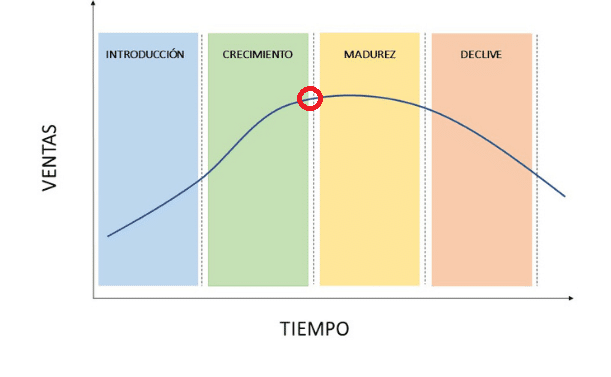 INTRODUCCIÓN
CRECIMIENTO
MADUREZ
DECLIVE
VENTAS
TIEMPO